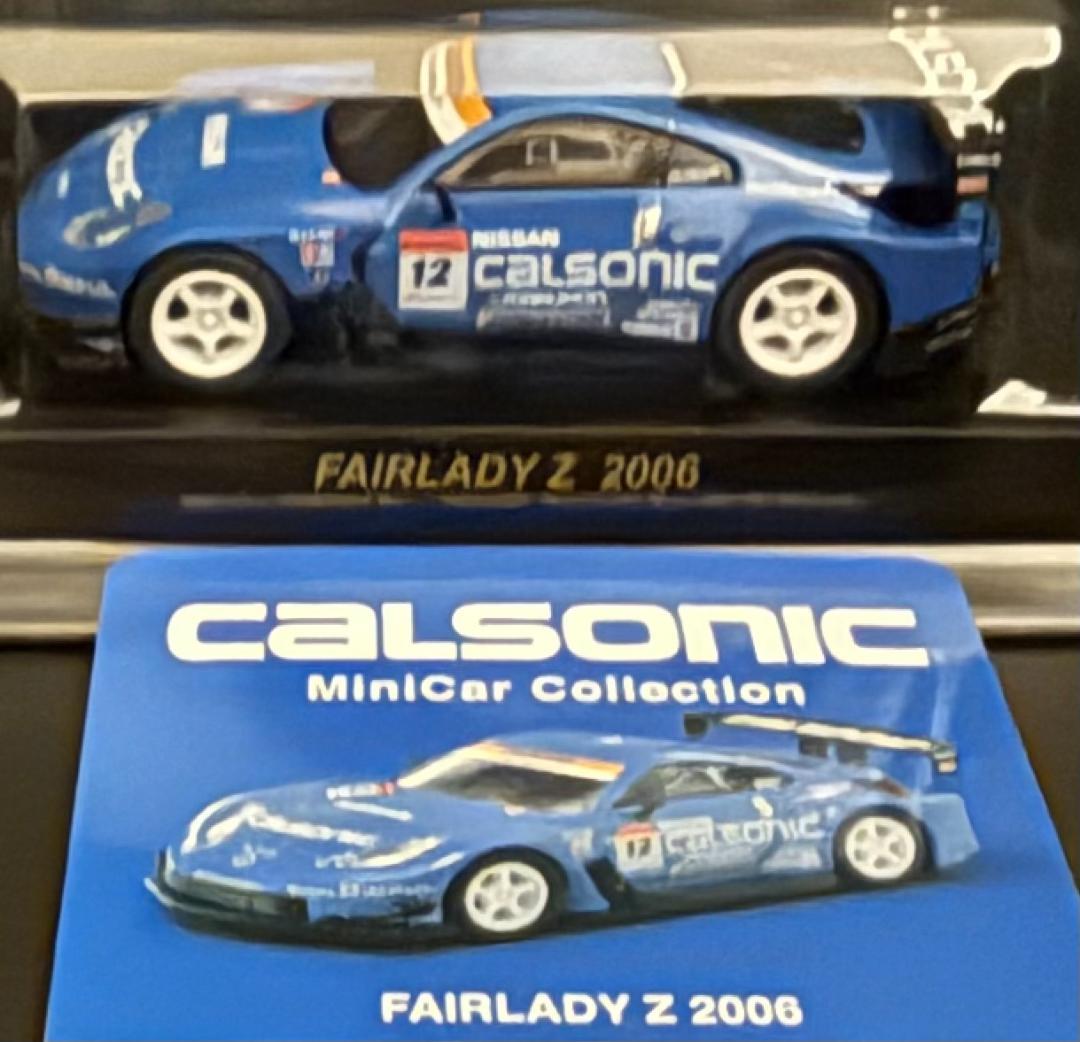 12
NISSAN
CALSONIC
FAIRLADY Z 2006
CALSONIC
MiniCar Collection
12
CALSONIC
FAIRLADY Z 2006